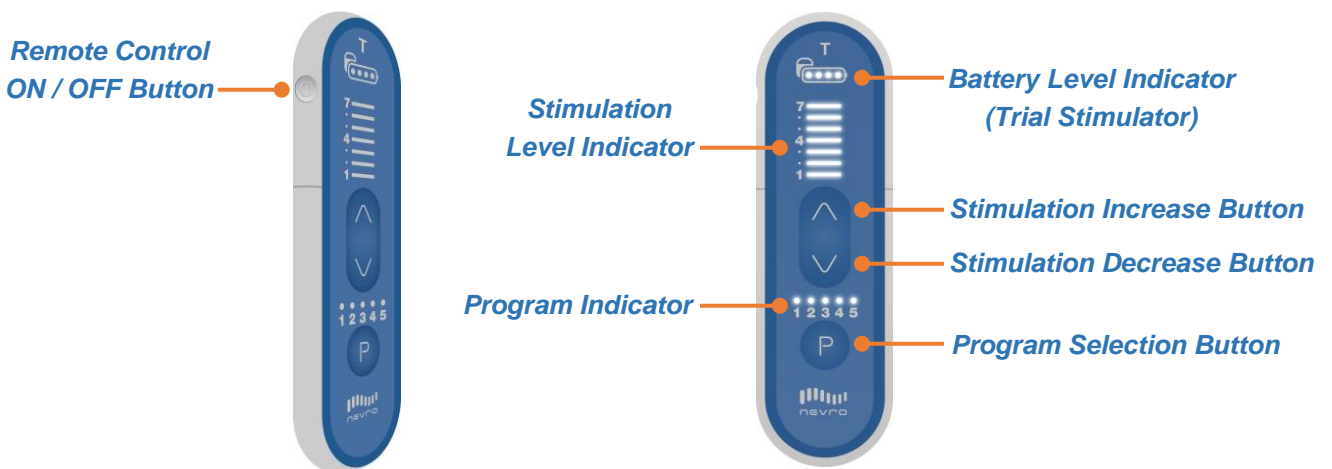 Remote Control
ON / OFF Button
T
7
4
1
1 2 3 4 5
P
nevro
Stimulation
Level Indicator
Program Indicator
T
7
4
1
1 2 3 4 5
P
nevro
Battery Level Indicator
(Trial Stimulator)
Stimulation Increase Button
Stimulation Decrease Button
Program Selection Button